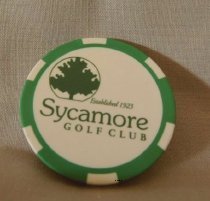 Established 1925
Sycamore
GOLF CLUB